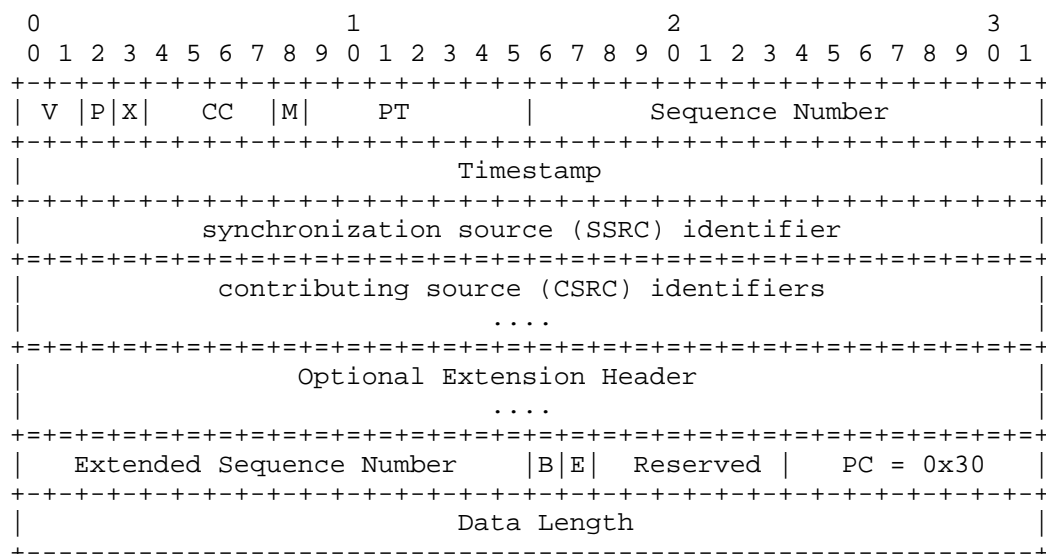 0                   1                   2                   3
0 1 2 3 4 5 6 7 8 9 0 1 2 3 4 5 6 7 8 9 0 1 2 3 4 5 6 7 8 9 0 1
+-+-+-+-+-+-+-+-+-+-+-+-+-+-+-+-+-+-+-+-+-+-+-+-+-+-+-+-+-+-+-+-+
| V |P|X|   CC  |M|    PT       |       Sequence Number         |
+-+-+-+-+-+-+-+-+-+-+-+-+-+-+-+-+-+-+-+-+-+-+-+-+-+-+-+-+-+-+-+-+
|                           Timestamp                           |
+-+-+-+-+-+-+-+-+-+-+-+-+-+-+-+-+-+-+-+-+-+-+-+-+-+-+-+-+-+-+-+-+
|           synchronization source (SSRC) identifier            |
+=+=+=+=+=+=+=+=+=+=+=+=+=+=+=+=+=+=+=+=+=+=+=+=+=+=+=+=+=+=+=+=+
|            contributing source (CSRC) identifiers             |
|                             ....                              |
+=+=+=+=+=+=+=+=+=+=+=+=+=+=+=+=+=+=+=+=+=+=+=+=+=+=+=+=+=+=+=+=+
|                 Optional Extension Header                     |
|                             ....                              |
+=+=+=+=+=+=+=+=+=+=+=+=+=+=+=+=+=+=+=+=+=+=+=+=+=+=+=+=+=+=+=+=+
|   Extended Sequence Number    |B|E|  Reserved |   PC = 0x30   |
+-+-+-+-+-+-+-+-+-+-+-+-+-+-+-+-+-+-+-+-+-+-+-+-+-+-+-+-+-+-+-+-+
|                           Data Length                         |
+---------------------------------------------------------------+